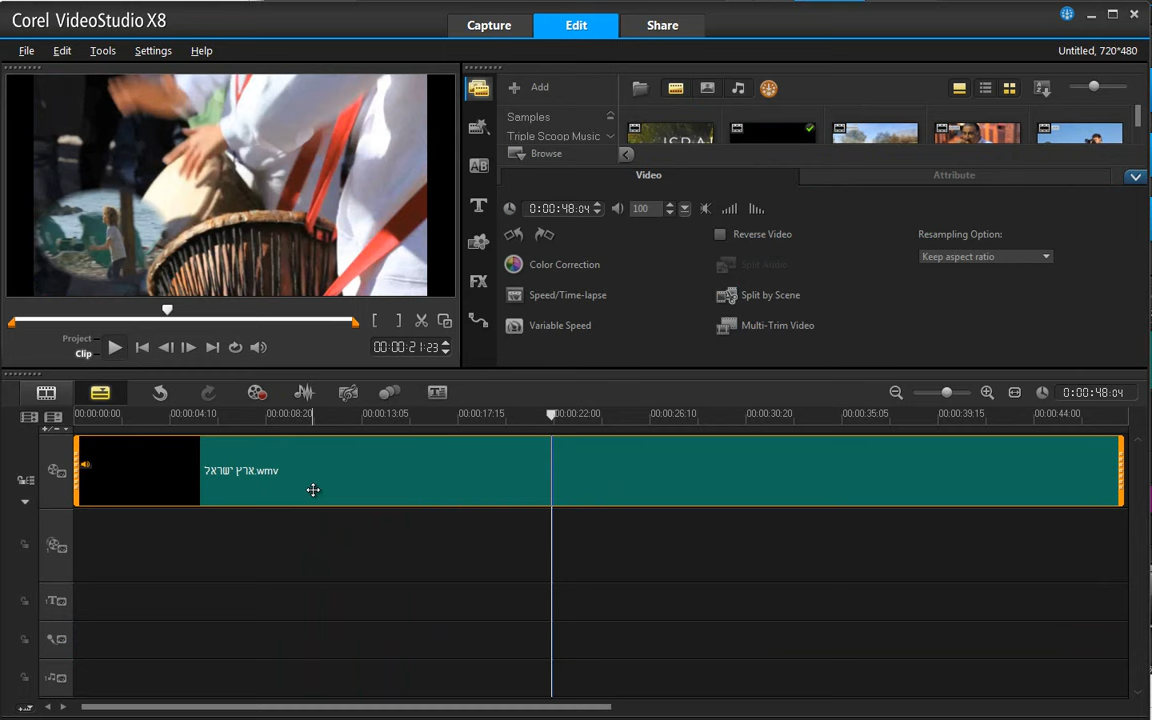 Corel VideoStudio X8
Capture
Edit
Share
File
Edit
Tools
Settings
Help
Untitled, 720*480
Add
Samples
Triple Scoop Music
Browse
ISRA
Video
Attribute
0:00:48:04
100
Reverse Video
Resampling Option:
Keep aspect ratio
Color Correction
Split Audio
Speed/Time-lapse
Split by Scene
Variable Speed
Multi-Trim Video
Project
Clip
00:00:21:23
0:00:48:04
00:00:00:00
00:00:04:10
00:00:08:20
00:00:13:05
00:00:17:15
00:00:22:00
00:00:26:10
00:00:30:20
00:00:35:05
00:00:39:15
00:00:44:00
ארץ ישראל.wmv